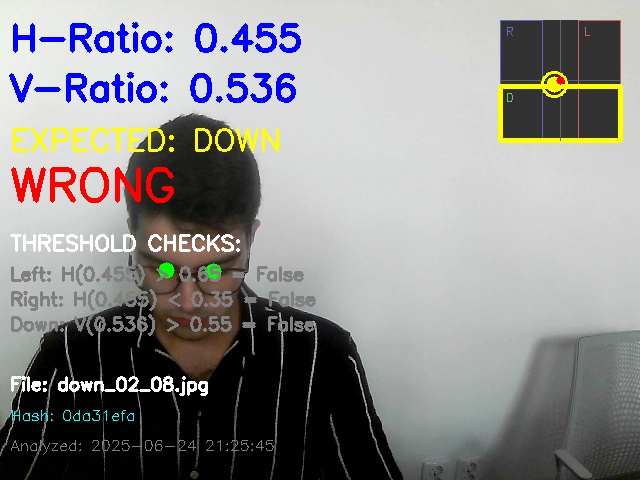 H-Ratio: 0.455
R
L
V-Ratio: 0.536
D
EXPECTED: DOWN
WRONG
THRESHOLD CHECKS:
Left: H(0.455) > 0.65 = False
Right: H(0.455) < 0.35 = False
Down: V(0.536) > 0.55 = False
File: down_02_08.jpg
Hash: 0da31efa
Analyzed: 2025-06-24 21:25:45